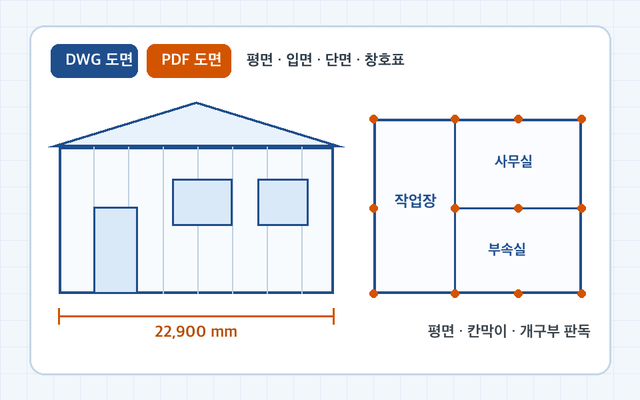 DWG 도면
PDF 도면
평면 · 입면 · 단면 · 창호표
사무실
작업장
부속실
22,900 mm
평면 · 칸막이 · 개구부 판독